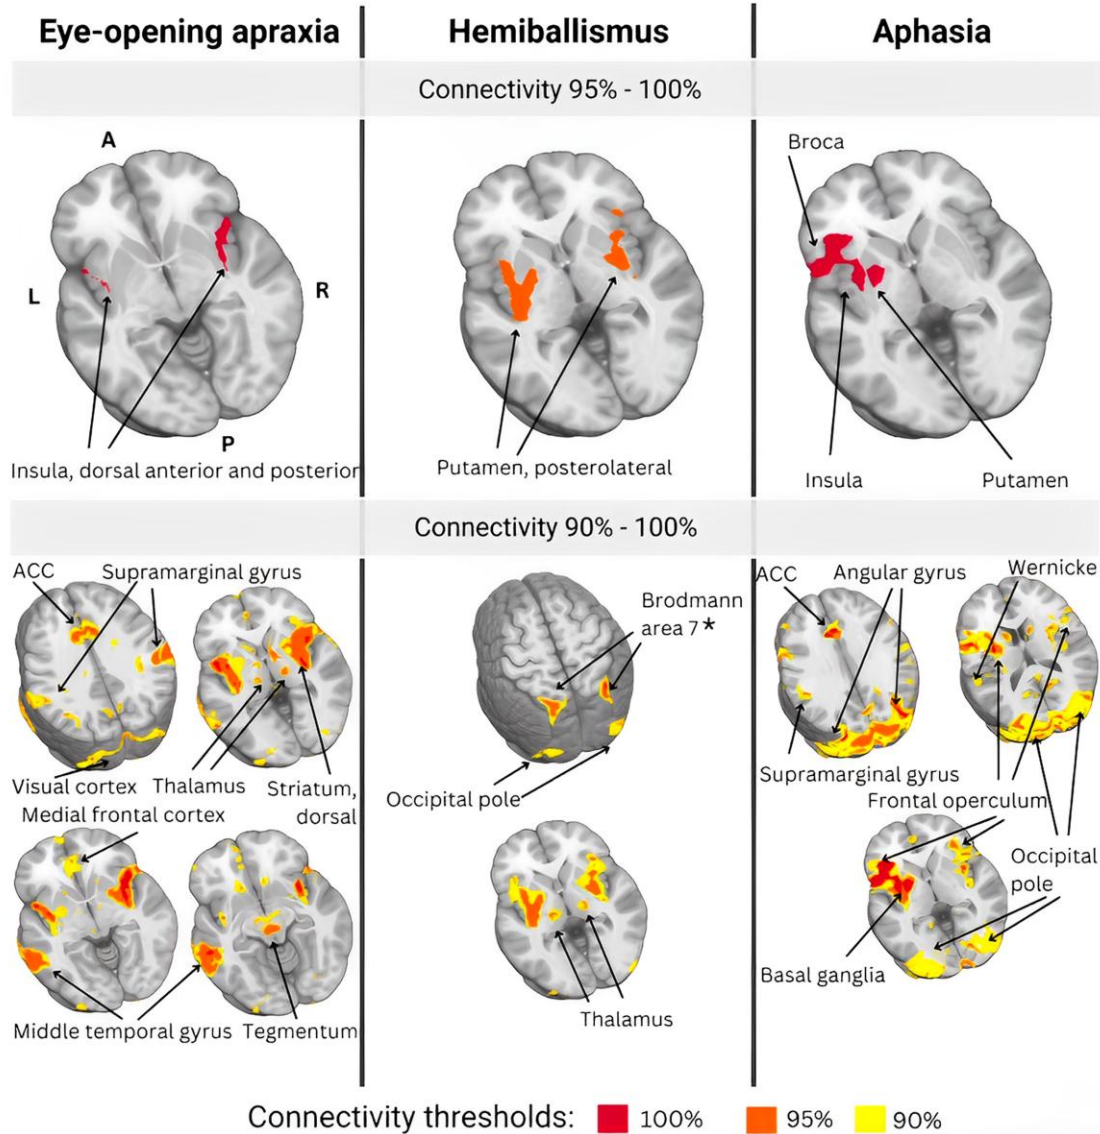 Eye-opening apraxia
Hemiballismus
Aphasia
Connectivity 95% - 100%
A
L
R
P
Insula, dorsal anterior and posterior
Putamen, posterolateral
Broca
Insula
Putamen
Connectivity 90% - 100%
ACC
Supramarginal gyrus
Visual cortex
Thalamus
Striatum,
dorsal
Medial frontal cortex
Middle temporal gyrus
Tegmentum
Brodmann
area 7*
Occipital pole
Thalamus
ACC
Angular gyrus
Wernicke
Supramarginal gyrus
Frontal operculum
Occipital
pole
Basal ganglia
Connectivity thresholds:
100%
95%
90%